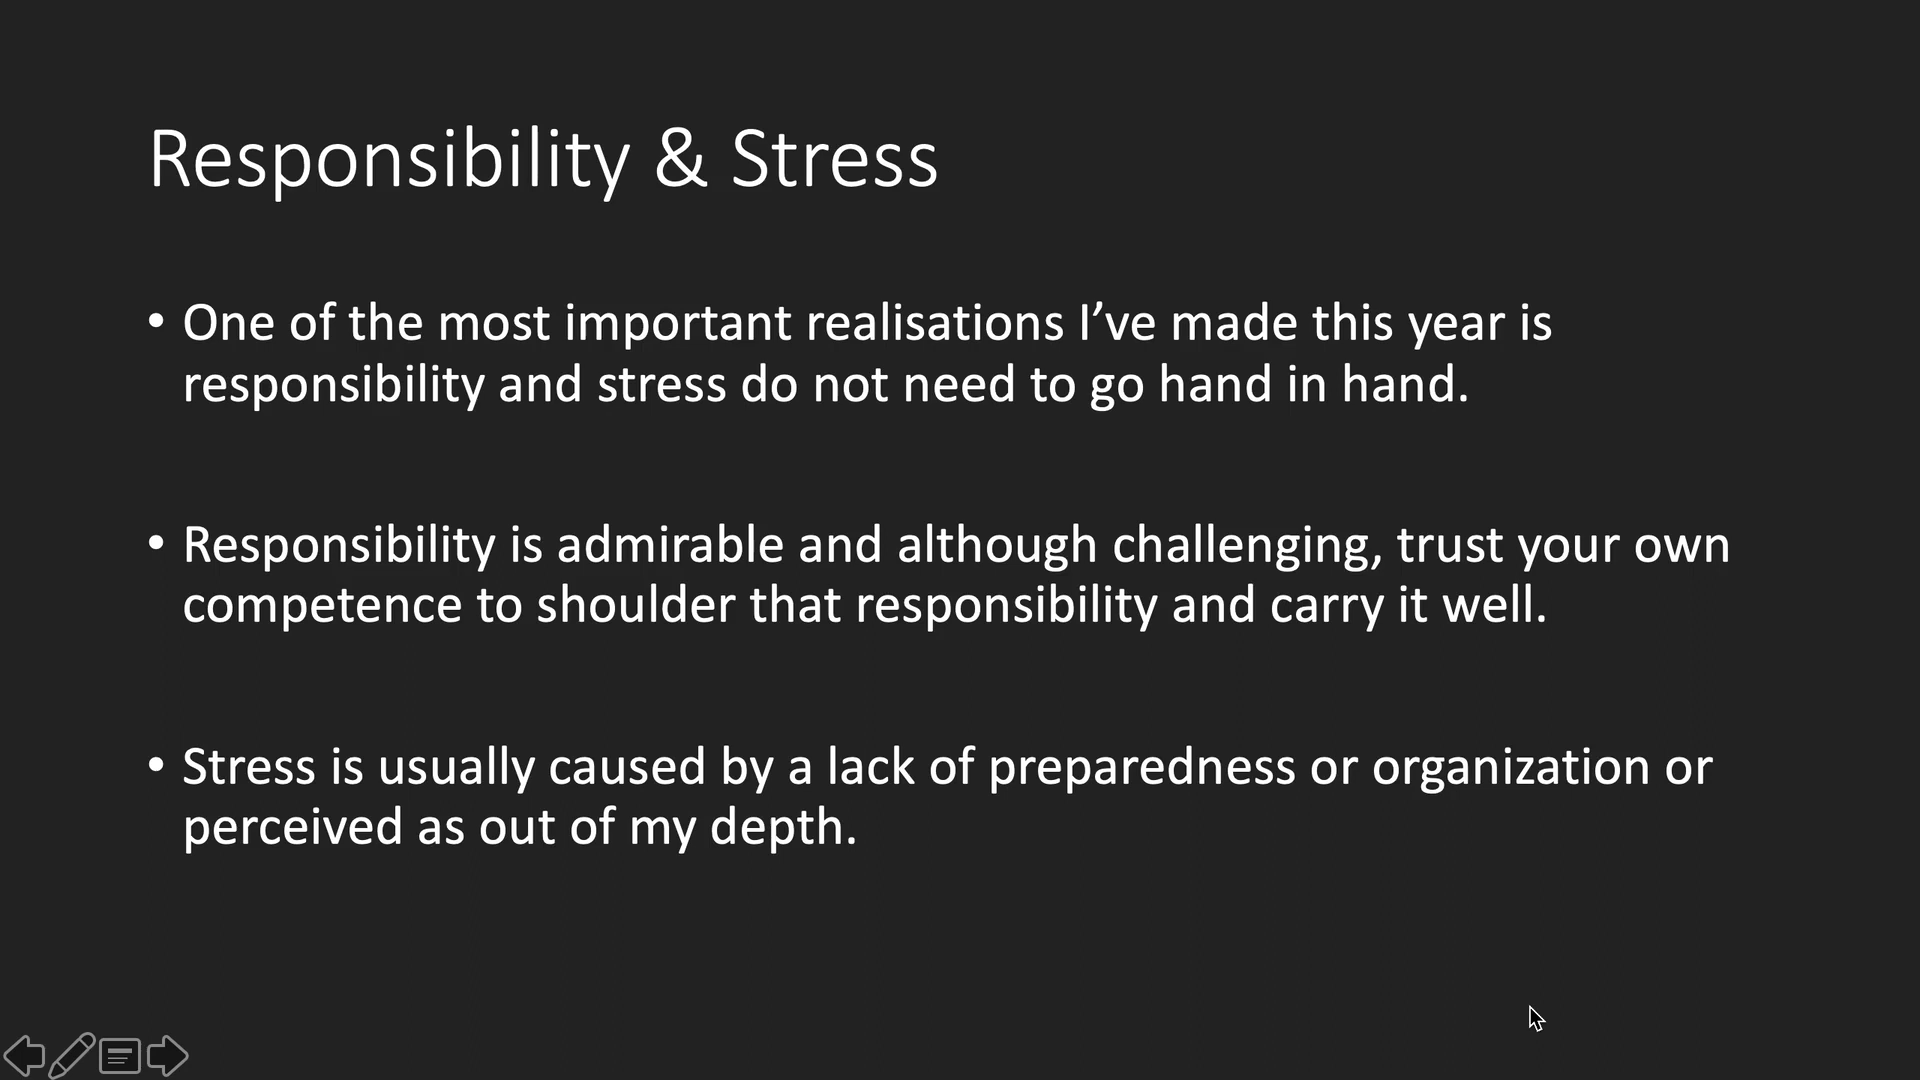 Responsibility & Stress
• One of the most important realisations I’ve made this year is
responsibility and stress do not need to go hand in hand.
• Responsibility is admirable and although challenging, trust your own
competence to shoulder that responsibility and carry it well.
• Stress is usually caused by a lack of preparedness or organization or
perceived as out of my depth.